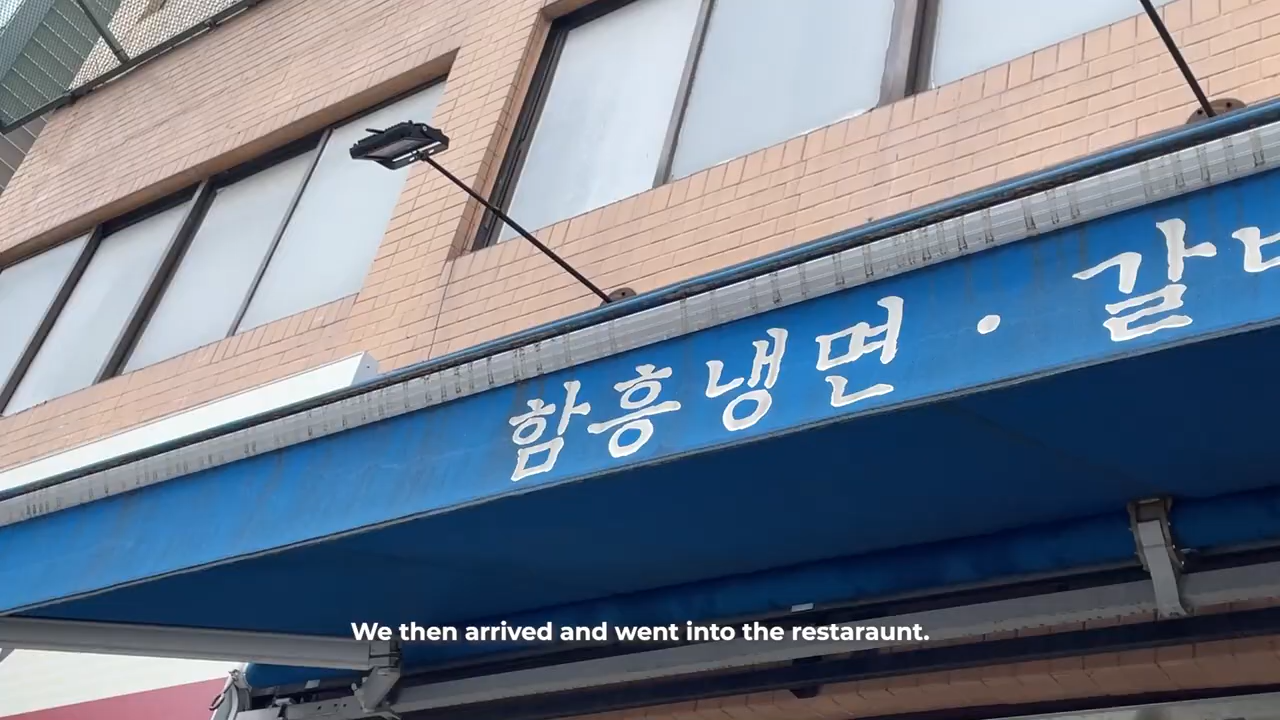 함흥냉면 · 갈
We then arrived and went into the restaraunt.